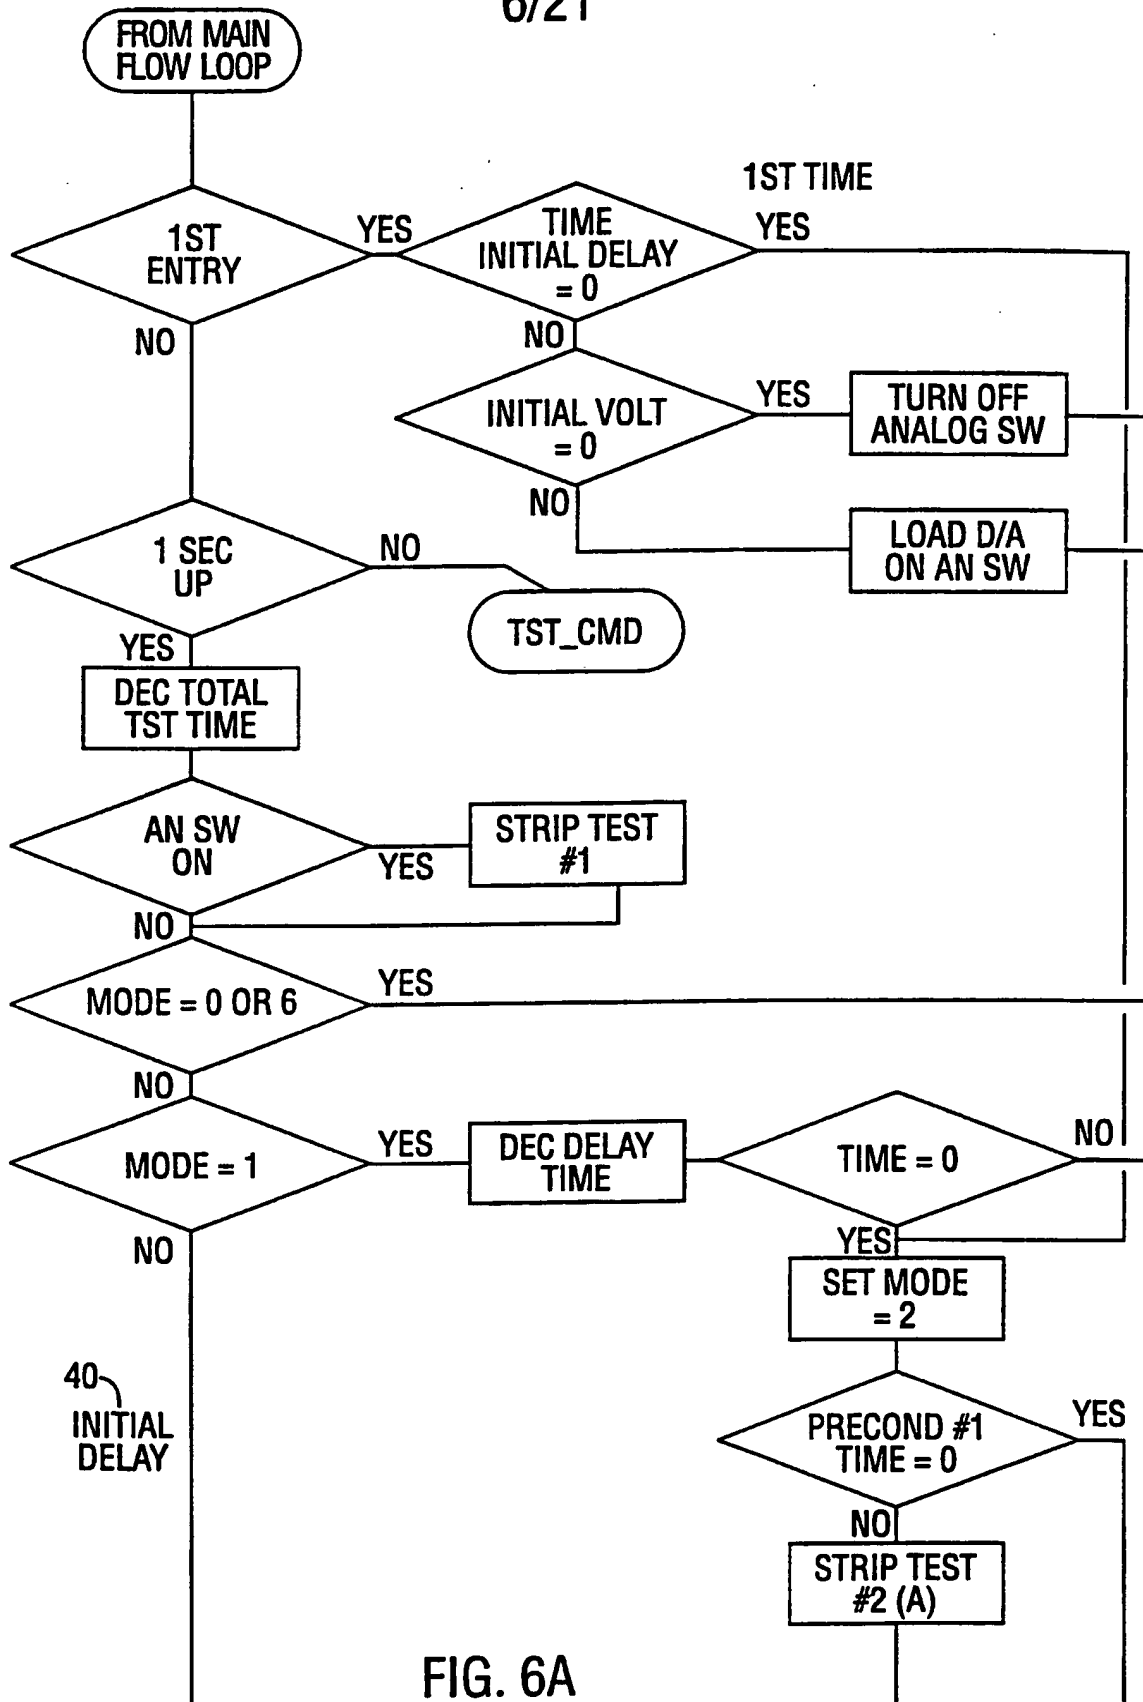 6/21
FROM MAIN
FLOW LOOP
1ST
ENTRY
YES
NO
TIME
INITIAL DELAY
= 0
1ST TIME
YES
NO
INITIAL VOLT
= 0
YES
TURN OFF
ANALOG SW
NO
LOAD D/A
ON AN SW
1 SEC
UP
NO
TST_CMD
YES
DEC TOTAL
TST TIME
AN SW
ON
YES
STRIP TEST
#1
NO
MODE = 0 OR 6
YES
NO
MODE = 1
YES
DEC DELAY
TIME
TIME = 0
NO
NO
YES
SET MODE
= 2
40
INITIAL
DELAY
PRECOND #1
TIME = 0
YES
NO
STRIP TEST
#2 (A)
FIG. 6A